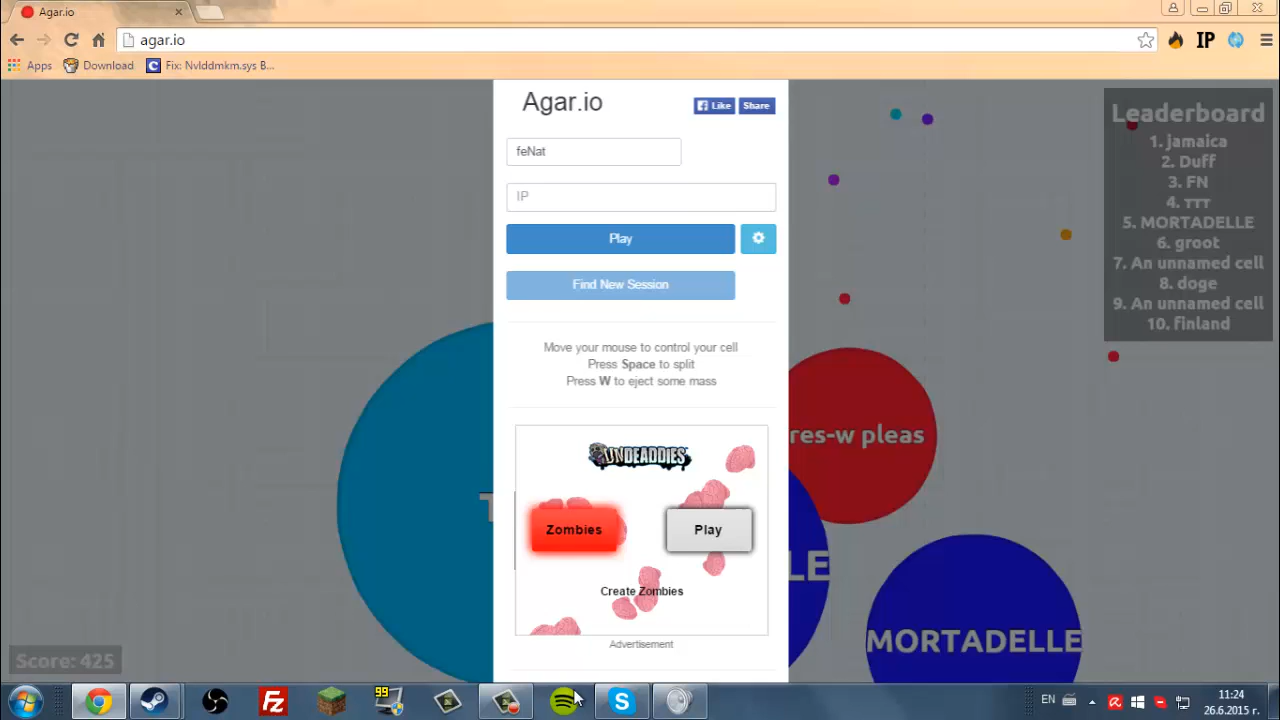 Agar.io
agar.io
Apps
Download
Fix: Nvlddmkm.sys B...
IP
Agar.io
Like
Share
feNat
IP
Play
Find New Session
Move your mouse to control your cell
Press Space to split
Press W to eject some mass
UNDEADDIES
Zombies
Play
Create Zombies
Advertisement
Leaderboard
1. jamaica
2. Duff
3. FN
4. ттт
5. MORTADELLE
6. groot
7. An unnamed cell
8. doge
9. An unnamed cell
10. finland
res-w pleas
LE
MORTADELLE
Score: 425
99
EN
11:24
26.6.2015 г.